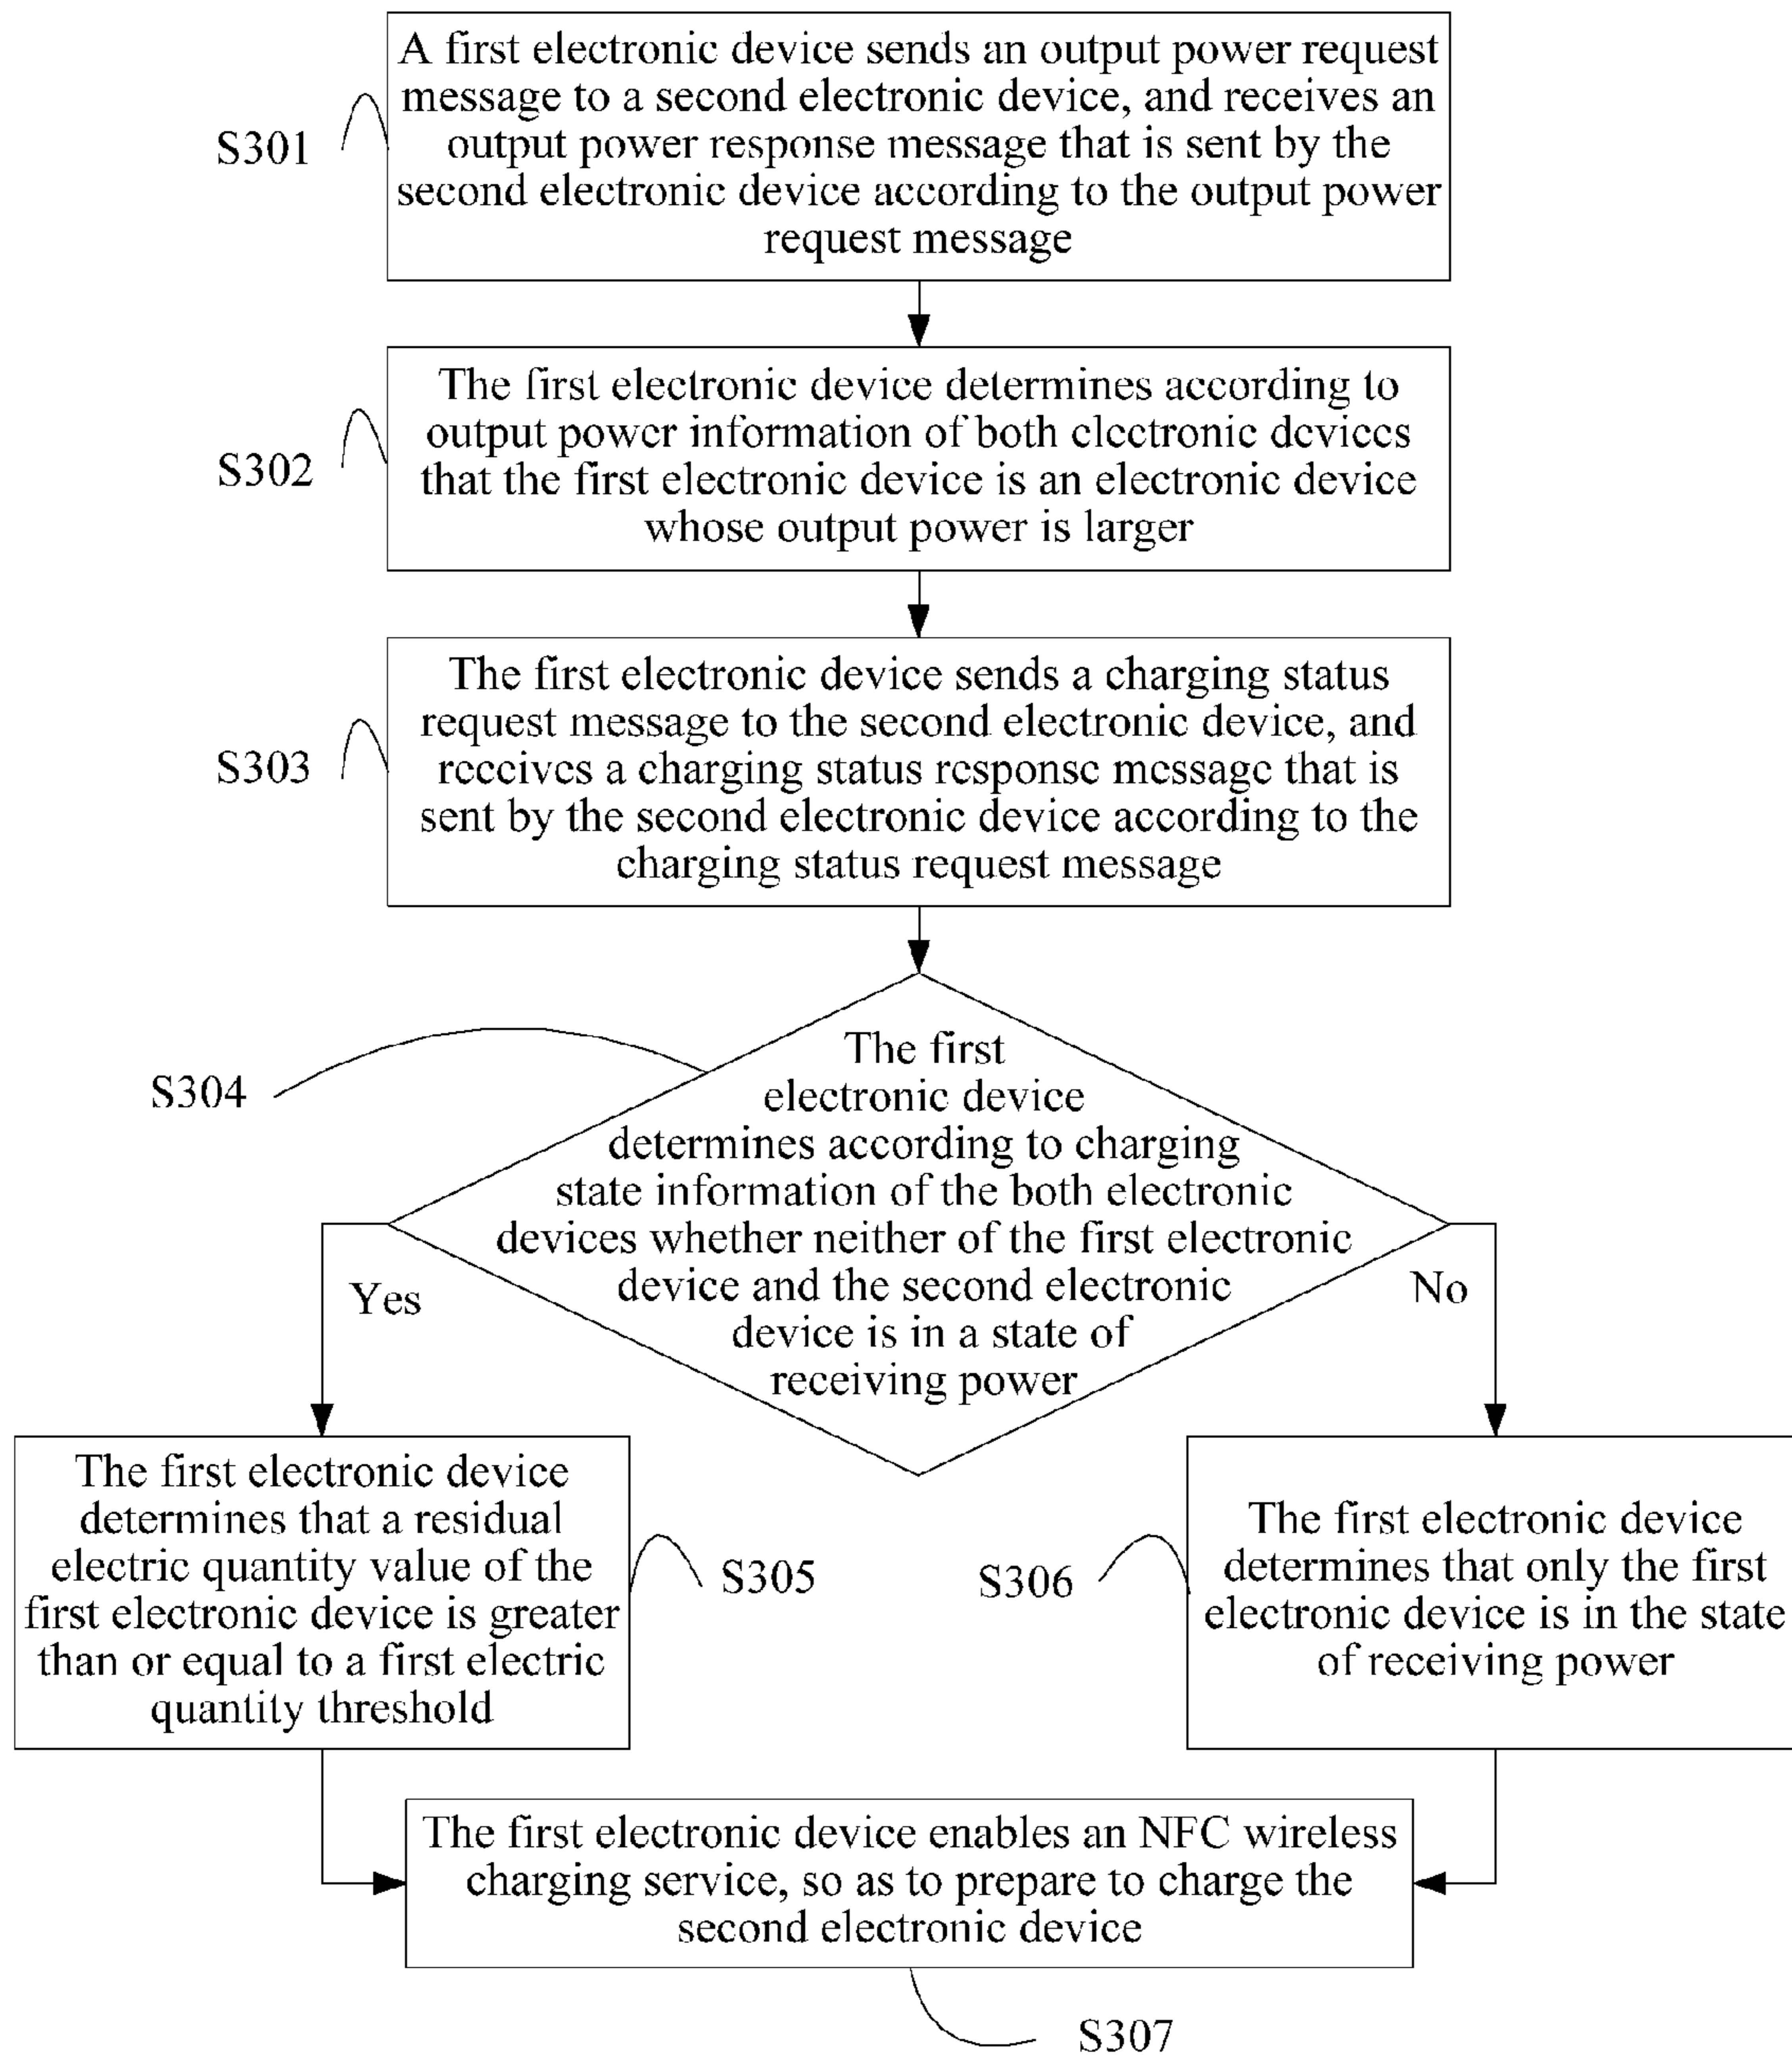 A first electronic device sends an output power request
message to a second electronic device, and receives an
output power response message that is sent by the
second electronic device according to the output power
request message
S301
The first electronic device determines according to
output power information of both electronic devices
that the first electronic device is an electronic device
whose output power is larger
S302
The first electronic device sends a charging status
request message to the second electronic device, and
receives a charging status response message that is
sent by the second electronic device according to the
charging status request message
S303
The first
electronic device
determines according to charging
state information of the both electronic
devices whether neither of the first electronic
device and the second electronic
device is in a state of
receiving power
S304
Yes
No
The first electronic device
determines that a residual
electric quantity value of the
first electronic device is greater
than or equal to a first electric
quantity threshold
S305
S306
The first electronic device
determines that only the first
electronic device is in the state
of receiving power
The first electronic device enables an NFC wireless
charging service, so as to prepare to charge the
second electronic device
S307